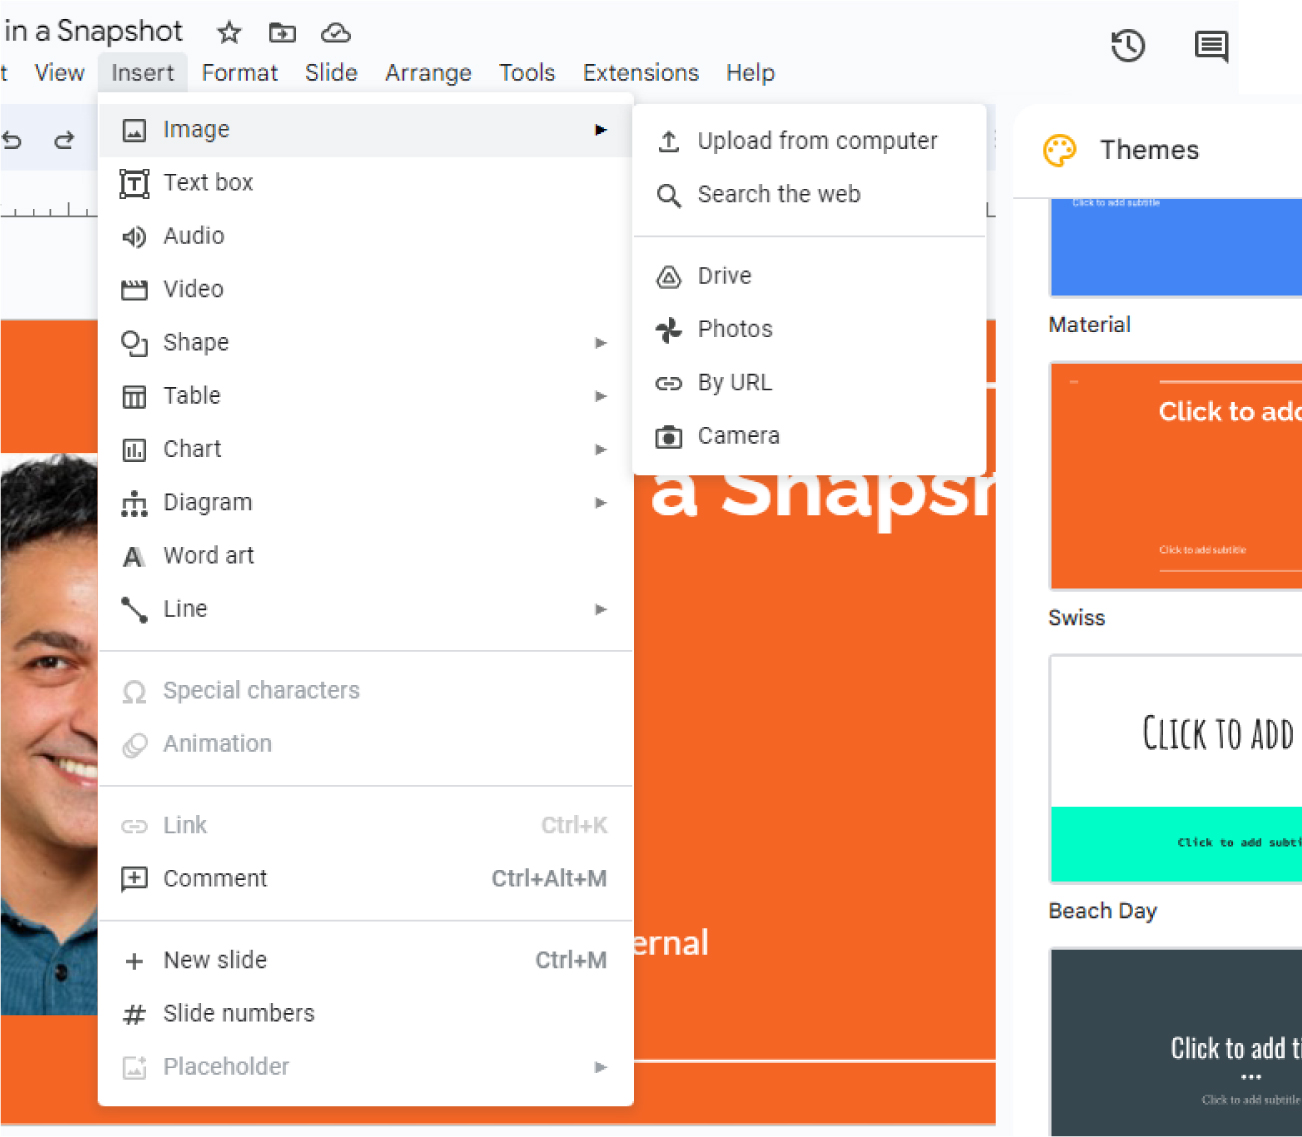 in a Snapshot
t View Insert Format Slide Arrange Tools Extensions Help
Image
Text box
Audio
Video
Shape
Table
Chart
Diagram
Word art
Line
Special characters
Animation
Link Ctrl+K
Comment Ctrl+Alt+M
New slide Ctrl+M
Slide numbers
Placeholder
Upload from computer
Search the web
Drive
Photos
By URL
Camera
a Snapsh
ernal
Themes
Click to add subtitle
Material
Click to add
Click to add subtitle
Swiss
Click to add
Click to add subti
Beach Day
Click to add ti
Click to add subtitle